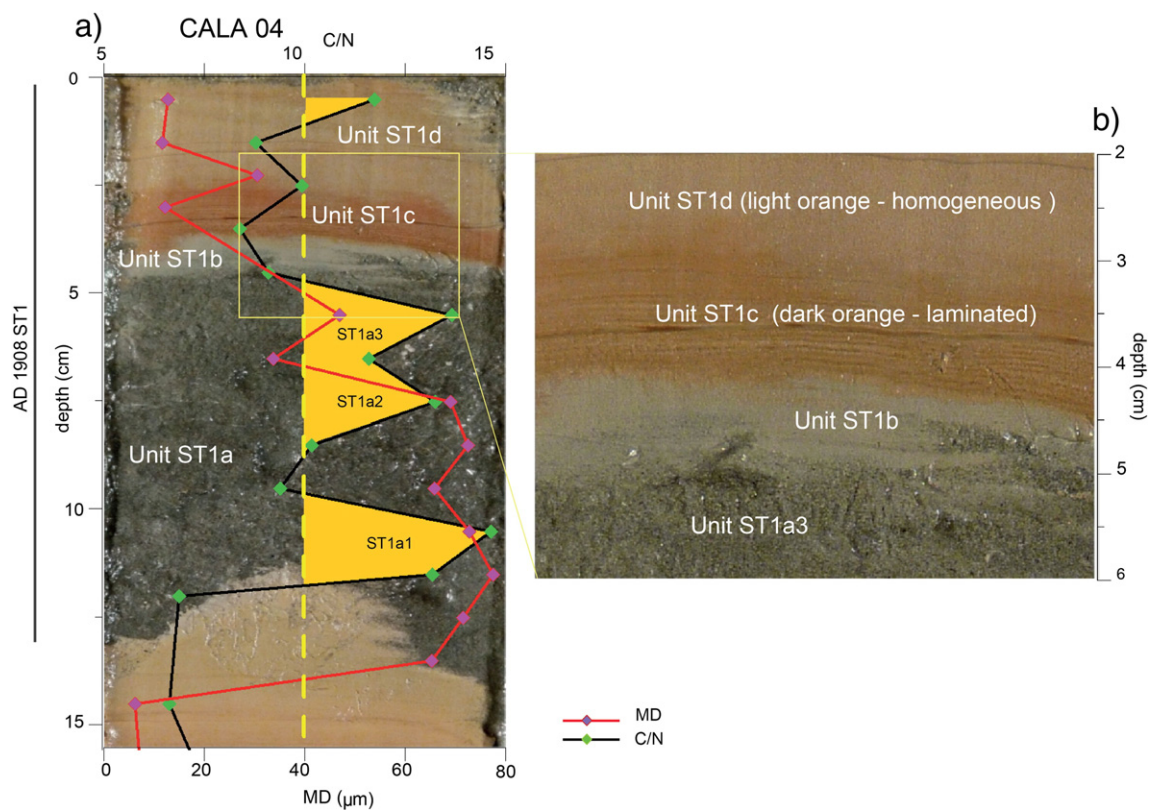 a)
CALA 04
C/N
5
10
15
0
5
10
15
depth (cm)
AD 1908 ST1
Unit ST1d
Unit ST1c
Unit ST1b
ST1a3
ST1a2
Unit ST1a
ST1a1
0
20
40
60
80
MD (µm)
b)
Unit ST1d (light orange - homogeneous )
Unit ST1c (dark orange - laminated)
Unit ST1b
Unit ST1a3
2
3
4
5
6
depth (cm)
MD
C/N